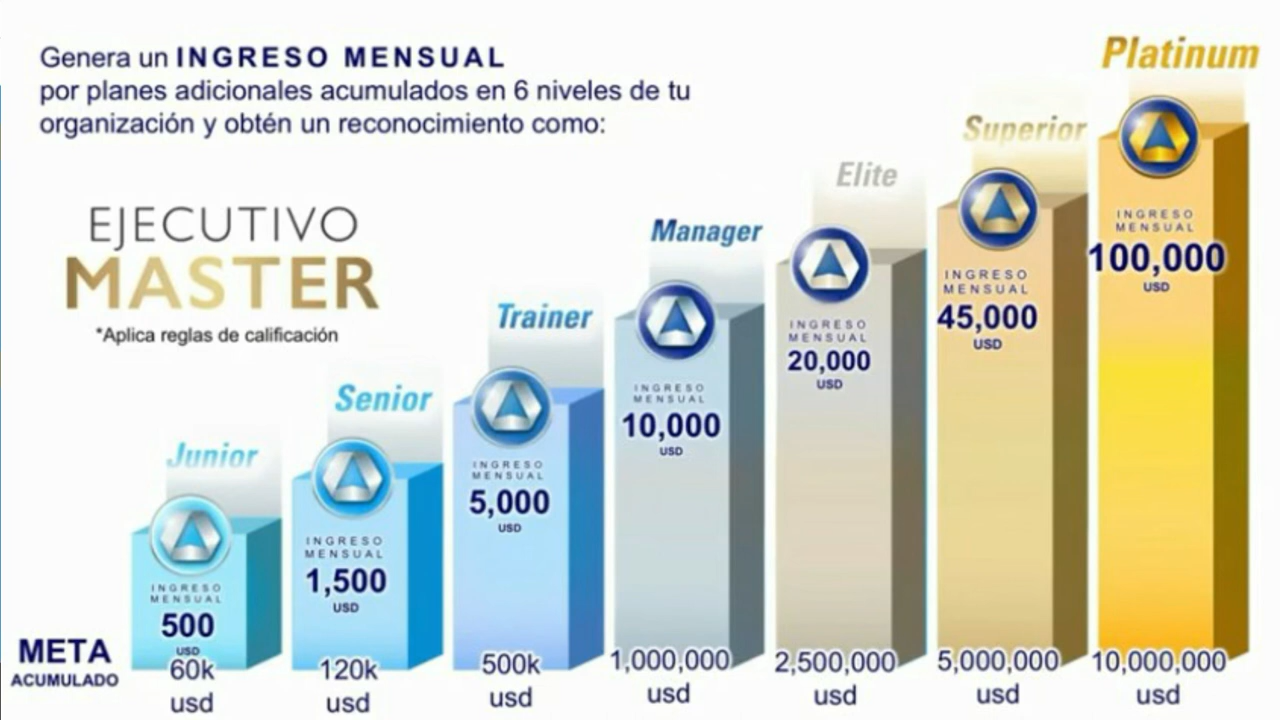 Genera un INGRESO MENSUAL
por planes adicionales acumulados en 6 niveles de tu
organización y obtén un reconocimiento como:
EJECUTIVO
MASTER
*Aplica reglas de calificación
Junior
INGRESO
MENSUAL
500
USD
Senior
INGRESO
MENSUAL
1,500
USD
Trainer
INGRESO
MENSUAL
5,000
USD
Manager
INGRESO
MENSUAL
10,000
USD
Elite
INGRESO
MENSUAL
20,000
USD
Superior
INGRESO
MENSUAL
45,000
USD
Platinum
INGRESO
MENSUAL
100,000
USD
META
ACUMULADO
60k
usd
120k
usd
500k
usd
1,000,000
usd
2,500,000
usd
5,000,000
usd
10,000,000
usd